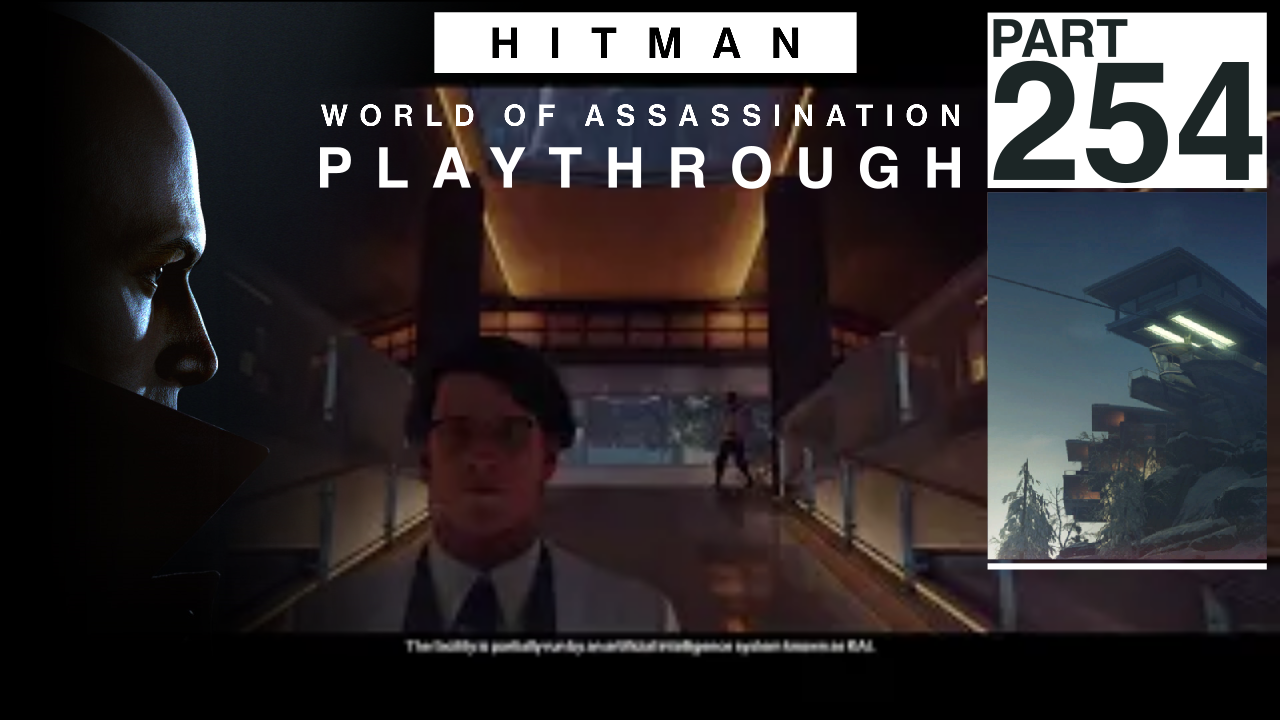 HITMAN
WORLD OF ASSASSINATION
PLAYTHROUGH
PART
254
The facility is partially run by an artificial intelligence system known as KAI.